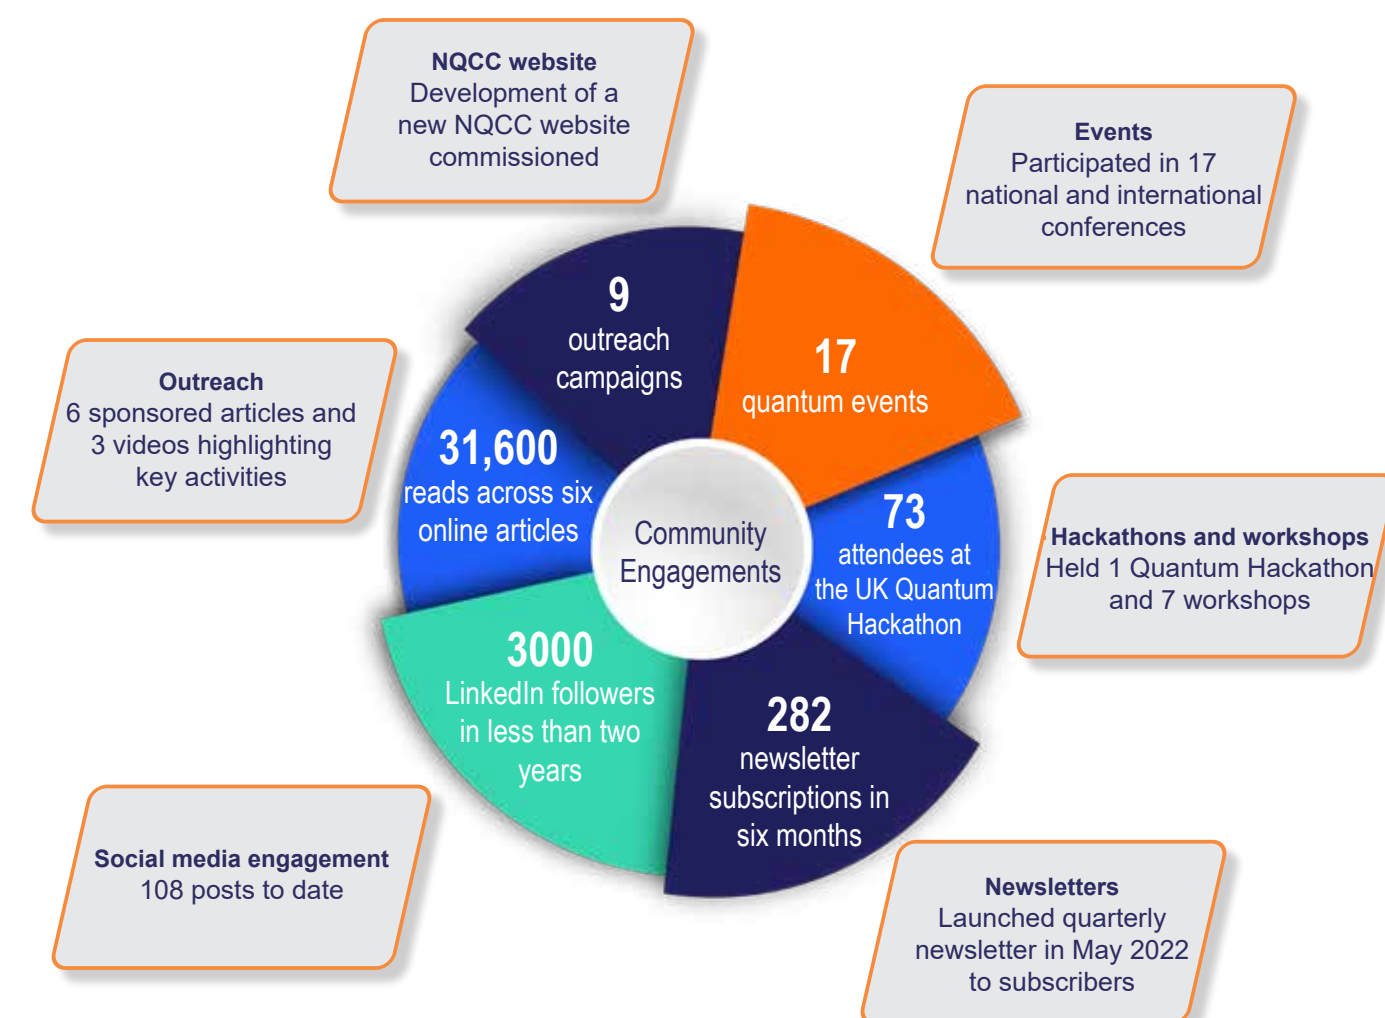 NQCC website
Development of a
new NQCC website
commissioned
Events
Participated in 17
national and international
conferences
9
outreach
campaigns
17
quantum events
Outreach
6 sponsored articles and
3 videos highlighting
key activities
31,600
reads across six
online articles
Community
Engagements
73
attendees at
the UK Quantum
Hackathon
Hackathons and workshops
Held 1 Quantum Hackathon
and 7 workshops
3000
LinkedIn followers
in less than two
years
282
newsletter
subscriptions in
six months
Social media engagement
108 posts to date
Newsletters
Launched quarterly
newsletter in May 2022
to subscribers